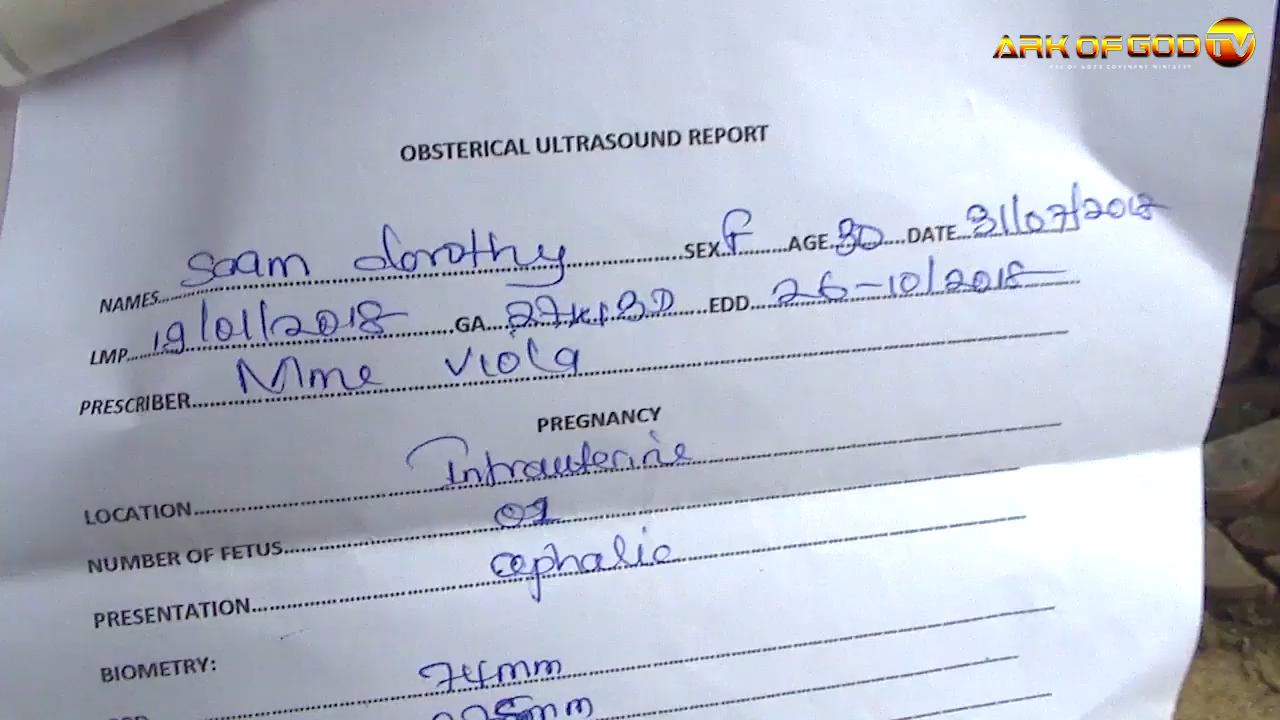 ARK OF GOD TV
OBSTERICAL ULTRASOUND REPORT
NAMES Saam dorothy SEX F AGE 30 DATE 31/07/2018
LMP 19/01/2018 GA EDD 26-10/2018
PRESCRIBER Mme Viola
PREGNANCY
LOCATION Intrauterine
NUMBER OF FETUS 01
PRESENTATION cephalic
BIOMETRY:
74mm